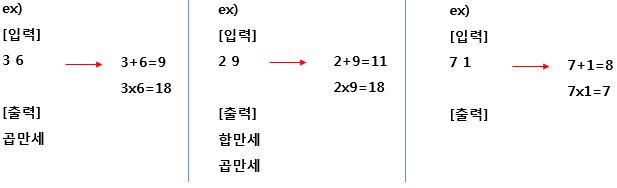 ex)
[입력]
3 6
3+6=9
3x6=18
[출력]
곱만세
ex)
[입력]
2 9
2+9=11
2x9=18
[출력]
합만세
곱만세
ex)
[입력]
7 1
7+1=8
7x1=7
[출력]